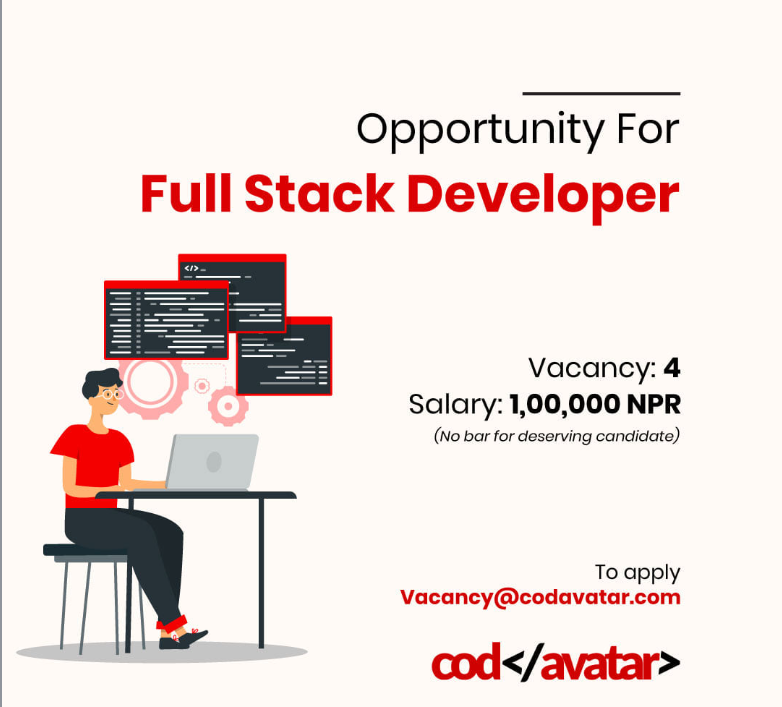 Opportunity For
Full Stack Developer
</>
Vacancy: 4
Salary: 1,00,000 NPR
(No bar for deserving candidate)
To apply
Vacancy@codavatar.com
cod</avatar>